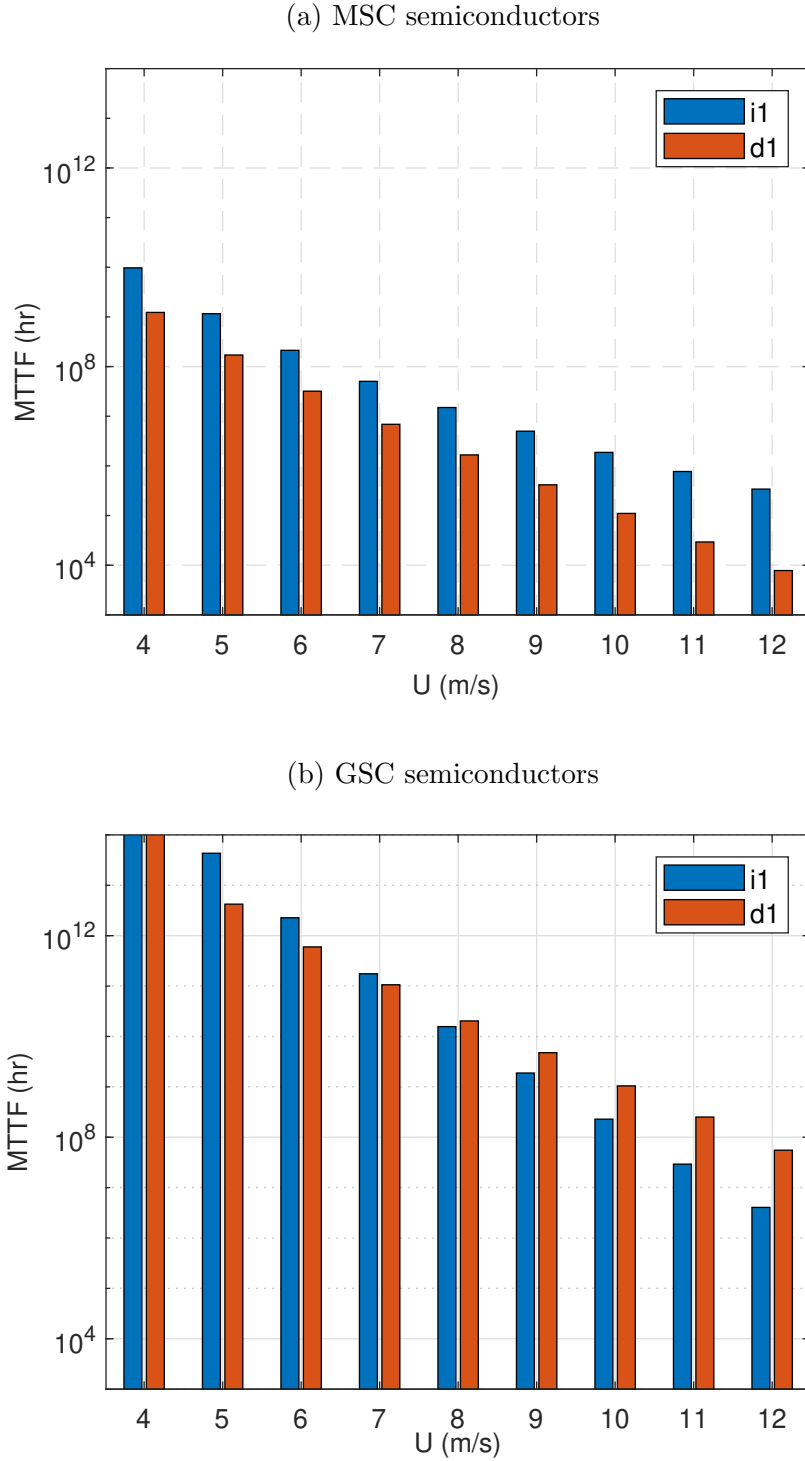 (a) MSC semiconductors
i1
d1
10^12
10^8
10^4
MTTF (hr)
4 5 6 7 8 9 10 11 12
U (m/s)
(b) GSC semiconductors
i1
d1
10^12
10^8
10^4
MTTF (hr)
4 5 6 7 8 9 10 11 12
U (m/s)